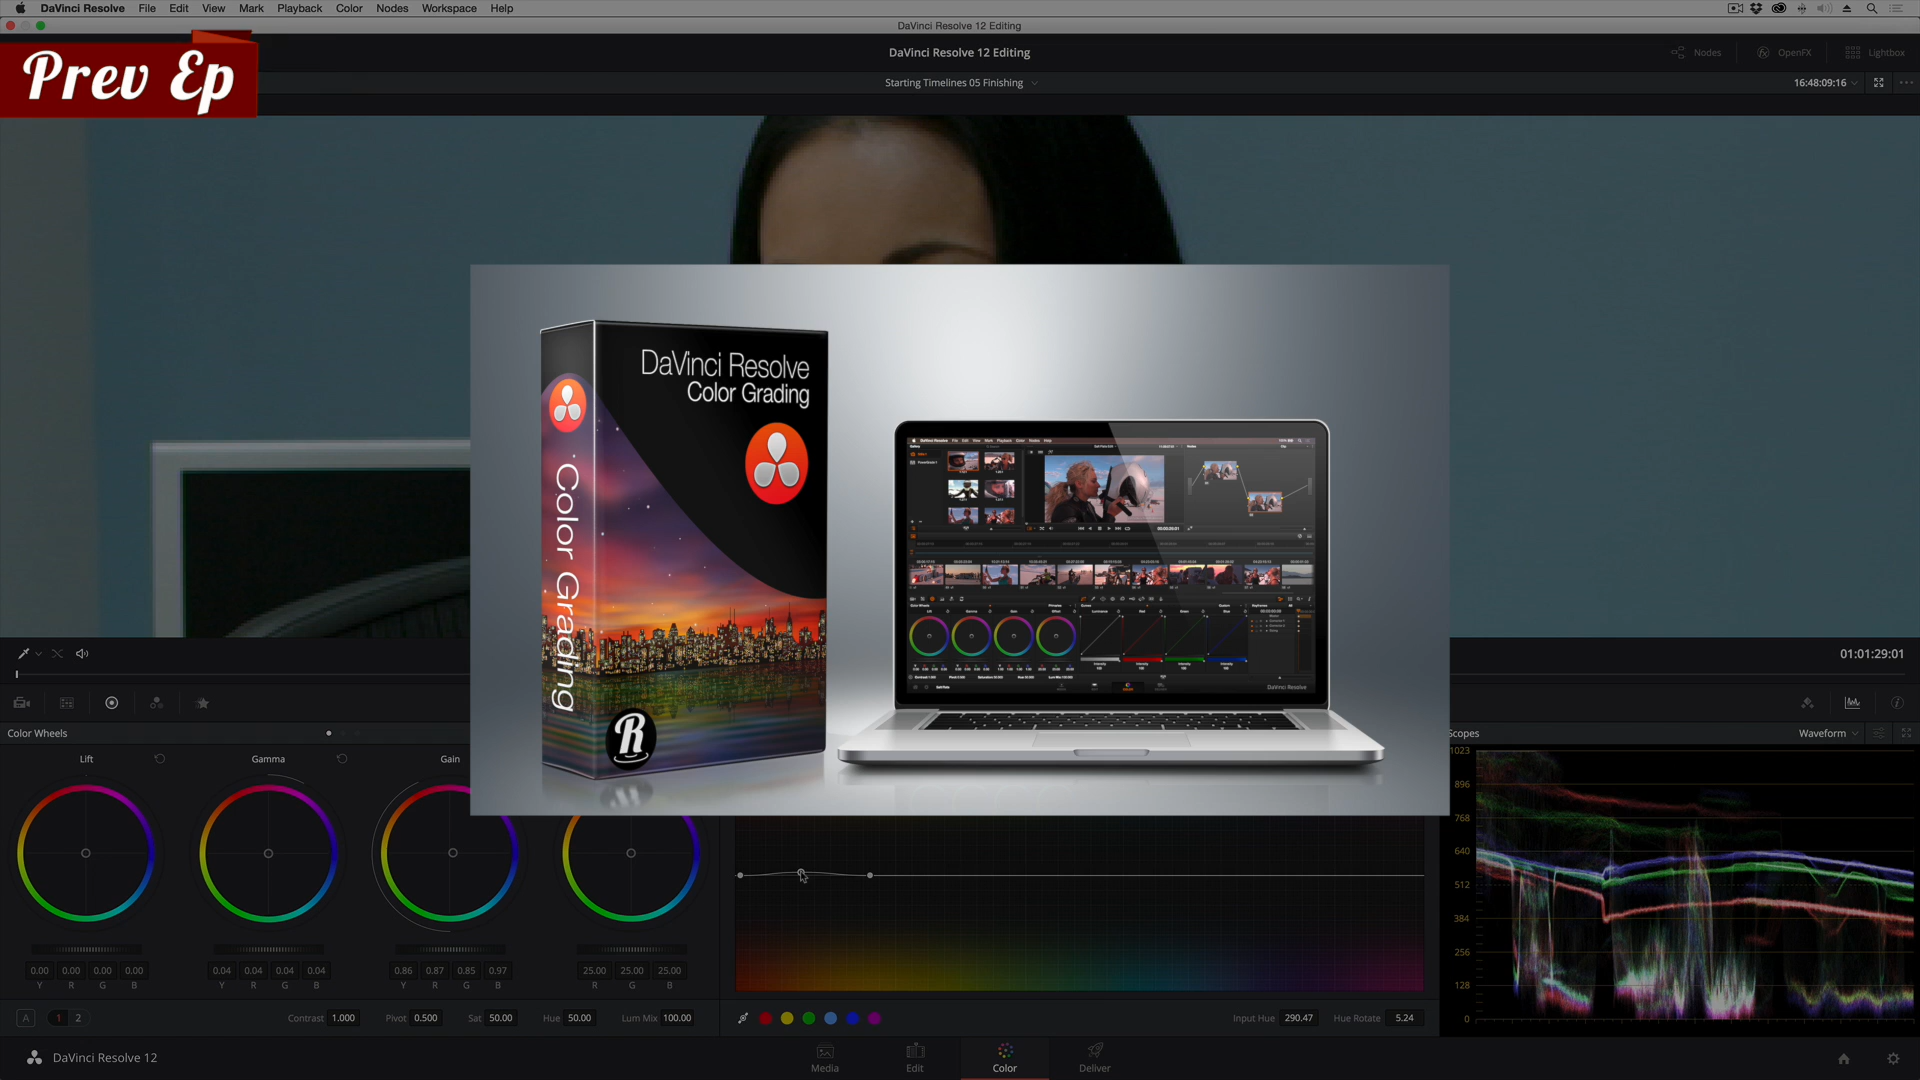 DaVinci Resolve File Edit View Mark Playback Color Nodes Workspace Help
DaVinci Resolve 12 Editing
Prev Ep
DaVinci Resolve 12 Editing
Nodes OpenFX Lightbox
Starting Timelines 05 Finishing
16:48:09:16
DaVinci Resolve
Color Grading
Color Grading
R
DaVinci Resolve
01:01:29:01
Color Wheels
Scopes
Waveform
Lift Gamma Gain
1023
896
768
640
512
384
256
128
0
0.00 0.00 0.00 0.00
Y R G B
0.04 0.04 0.04 0.04
Y R G B
0.86 0.87 0.85 0.97
Y R G B
25.00 25.00 25.00
R G B
A 1 2
Contrast 1.000 Pivot 0.500 Sat 50.00 Hue 50.00 Lum Mix 100.00
Input Hue 290.47 Hue Rotate 5.24
DaVinci Resolve 12
Media Edit Color Deliver